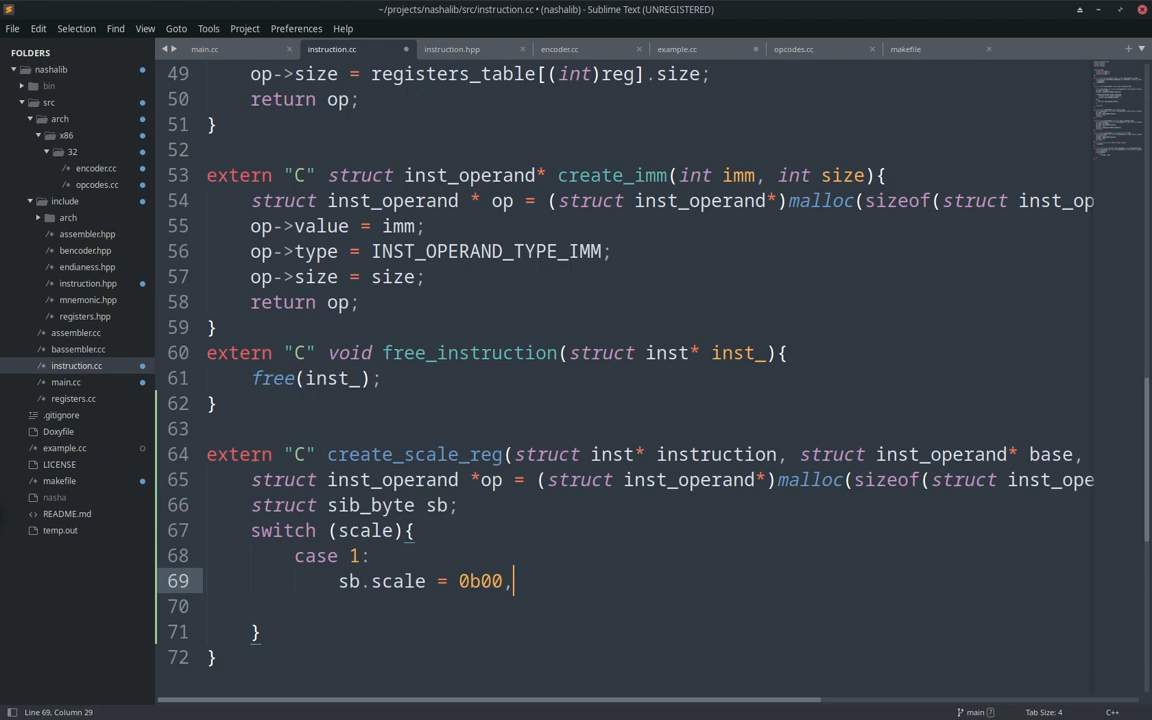 ~/projects/nashalib/src/instruction.cc • (nashalib) - Sublime Text (UNREGISTERED)
File Edit Selection Find View Goto Tools Project Preferences Help
FOLDERS
nashalib
bin
src
arch
x86
32
/* encoder.cc
/* opcodes.cc
include
arch
/* assembler.hpp
/* bencoder.hpp
/* endianess.hpp
/* instruction.hpp
/* mnemonic.hpp
/* registers.hpp
/* assembler.cc
/* bassembler.cc
/* instruction.cc
/* main.cc
/* registers.cc
.gitignore
Doxyfile
/* example.cc
LICENSE
/* makefile
nasha
<> README.md
temp.out
main.cc × instruction.cc instruction.hpp × encoder.cc × example.cc opcodes.cc × makefile ×
49 op->size = registers_table[(int)reg].size;
50 return op;
51 }
52
53 extern "C" struct inst_operand* create_imm(int imm, int size){
54 struct inst_operand * op = (struct inst_operand*)malloc(sizeof(struct inst_op
55 op->value = imm;
56 op->type = INST_OPERAND_TYPE_IMM;
57 op->size = size;
58 return op;
59 }
60 extern "C" void free_instruction(struct inst* inst_){
61 free(inst_);
62 }
63
64 extern "C" create_scale_reg(struct inst* instruction, struct inst_operand* base,
65 struct inst_operand *op = (struct inst_operand*)malloc(sizeof(struct inst_ope
66 struct sib_byte sb;
67 switch (scale){
68 case 1:
69 sb.scale = 0b00,
70
71 }
72 }
Line 69, Column 29 main 7 Tab Size: 4 C++